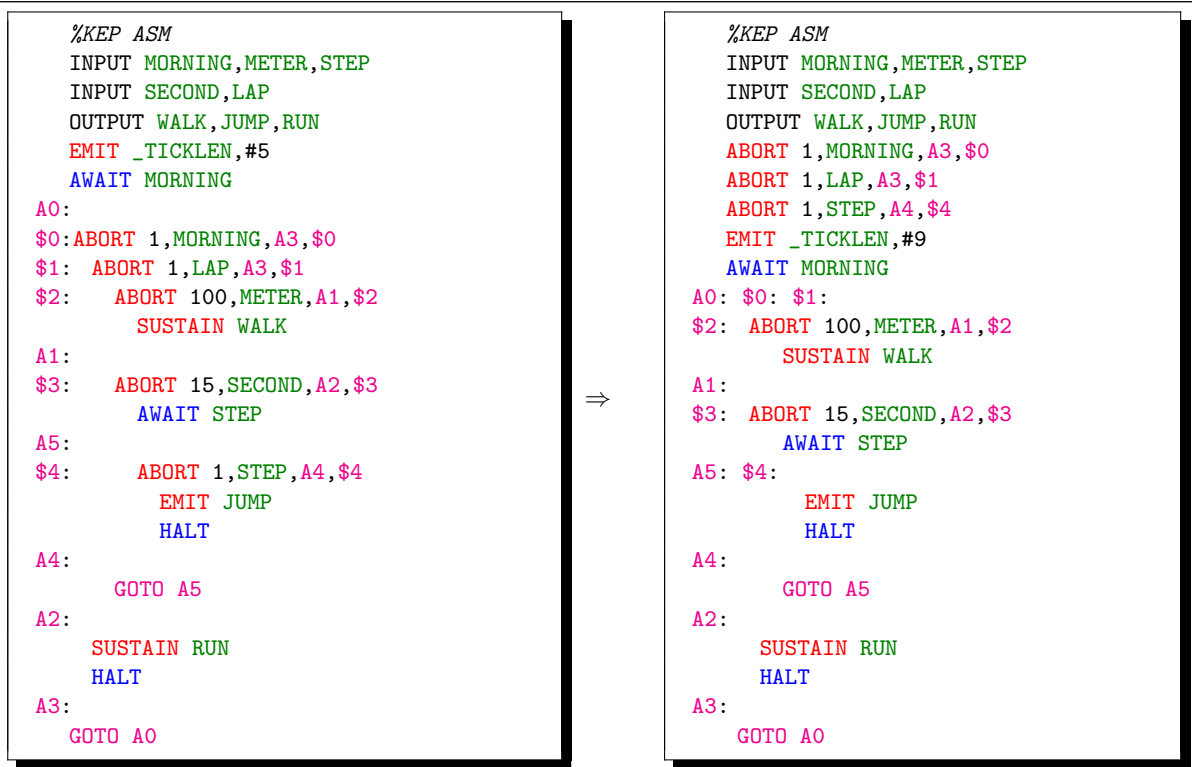 %KEP ASM
INPUT MORNING,METER,STEP
INPUT SECOND,LAP
OUTPUT WALK,JUMP,RUN
EMIT _TICKLEN,#5
AWAIT MORNING
A0:
$0:ABORT 1,MORNING,A3,$0
$1: ABORT 1,LAP,A3,$1
$2: ABORT 100,METER,A1,$2
SUSTAIN WALK
A1:
$3: ABORT 15,SECOND,A2,$3
AWAIT STEP
A5:
$4: ABORT 1,STEP,A4,$4
EMIT JUMP
HALT
A4:
GOTO A5
A2:
SUSTAIN RUN
HALT
A3:
GOTO A0
⇒
%KEP ASM
INPUT MORNING,METER,STEP
INPUT SECOND,LAP
OUTPUT WALK,JUMP,RUN
ABORT 1,MORNING,A3,$0
ABORT 1,LAP,A3,$1
ABORT 1,STEP,A4,$4
EMIT _TICKLEN,#9
AWAIT MORNING
A0: $0: $1:
$2: ABORT 100,METER,A1,$2
SUSTAIN WALK
A1:
$3: ABORT 15,SECOND,A2,$3
AWAIT STEP
A5: $4:
EMIT JUMP
HALT
A4:
GOTO A5
A2:
SUSTAIN RUN
HALT
A3:
GOTO A0